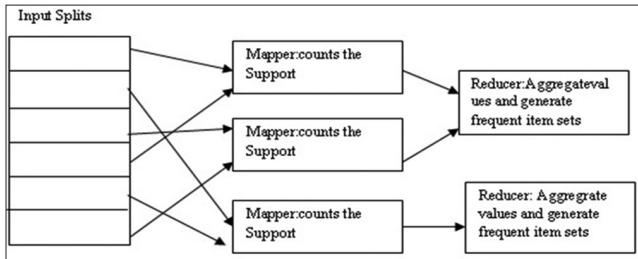 Input Splits
Mapper:counts the
Support
Reducer:Aggregateval
ues and generate
frequent item sets
Mapper:counts the
Support
Reducer: Aggregrate
values and generate
frequent item sets
Mapper:counts the
Support